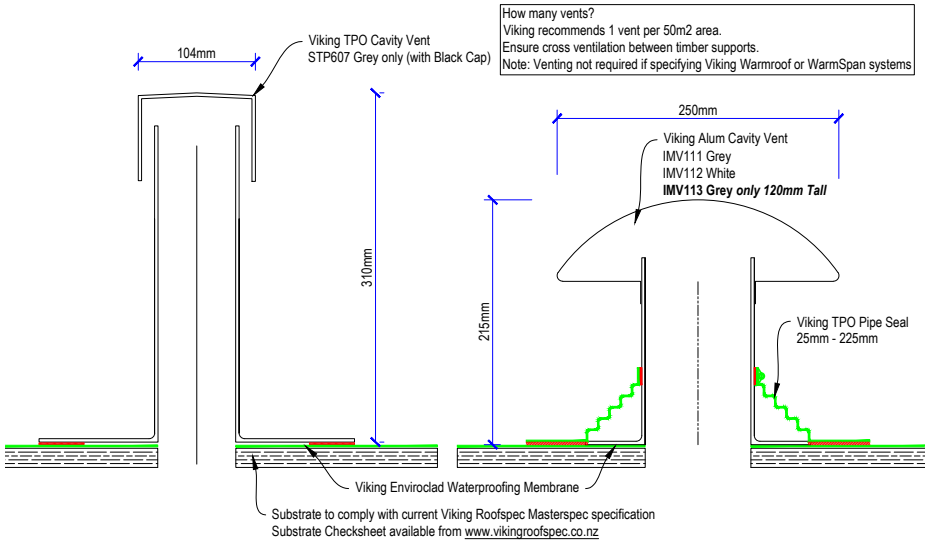 How many vents?
Viking recommends 1 vent per 50m2 area.
Ensure cross ventilation between timber supports.
Note: Venting not required if specifying Viking Warmroof or WarmSpan systems
104mm
Viking TPO Cavity Vent
STP607 Grey only (with Black Cap)
310mm
250mm
Viking Alum Cavity Vent
IMV111 Grey
IMV112 White
IMV113 Grey only 120mm Tall
215mm
Viking TPO Pipe Seal
25mm - 225mm
Viking Enviroclad Waterproofing Membrane
Substrate to comply with current Viking Roofspec Masterspec specification
Substrate Checksheet available from www.vikingroofspec.co.nz